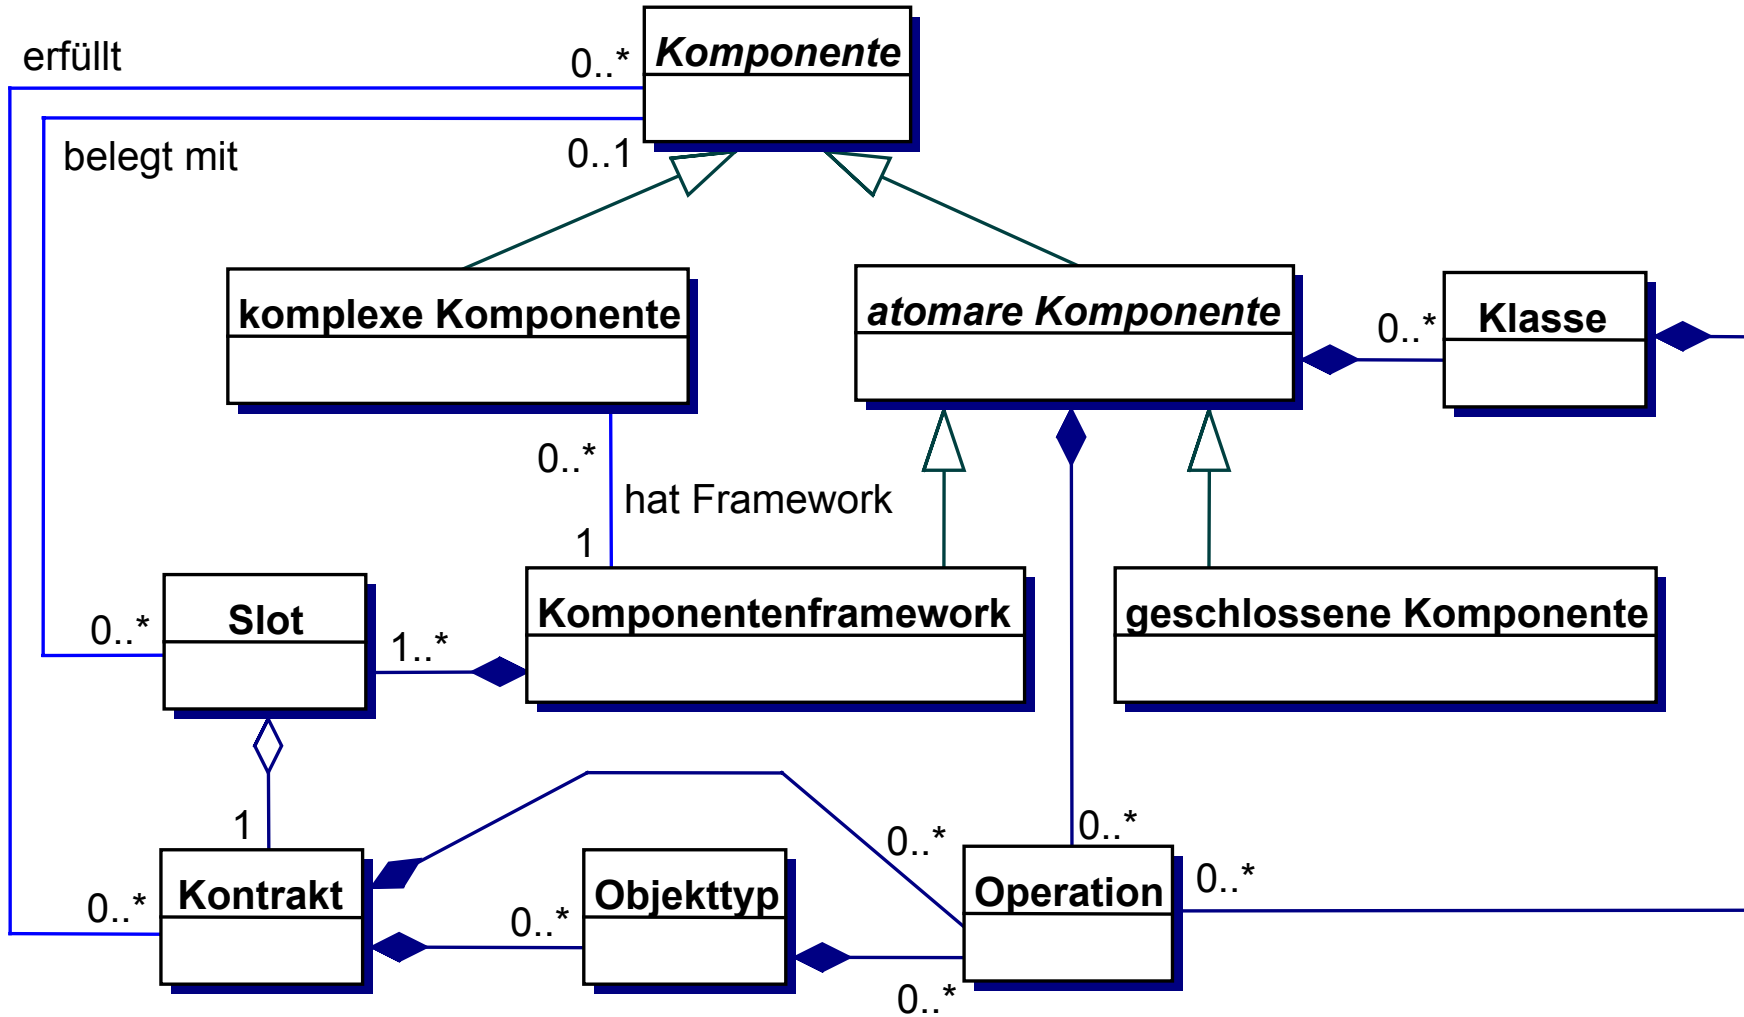 erfüllt
0..*
Komponente
belegt mit
0..1
komplexe Komponente
atomare Komponente
0..*
Klasse
0..*
hat Framework
1
Slot
0..*
1..*
Komponentenframework
geschlossene Komponente
1
0..*
0..*
Kontrakt
0..*
0..*
Objekttyp
Operation
0..*
0..*